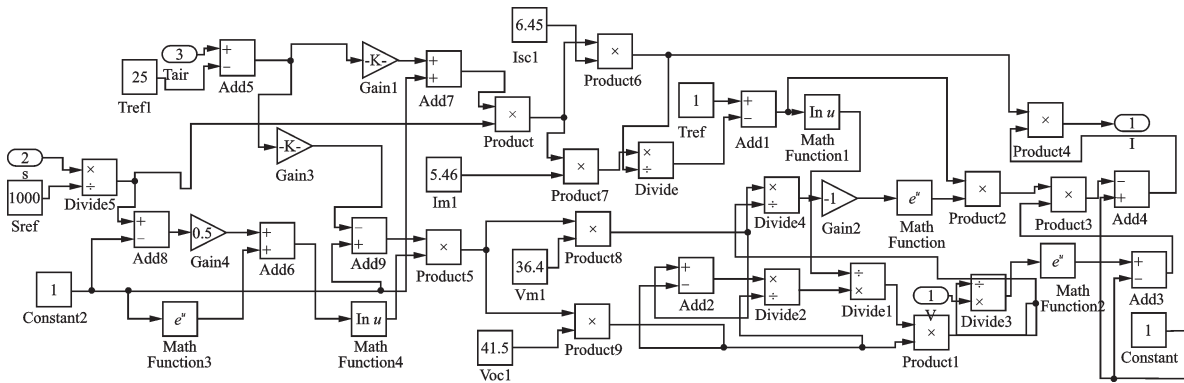 3
Tair
25
Tref1
+
−
Add5
-K-
Gain1
+
+
Add7
6.45
Isc1
×
Product6
×
Product
-K-
Gain3
2
s
1000
Sref
×
÷
Divide5
5.46
Im1
×
Product7
×
÷
Divide
1
Tref
+
−
Add1
ln u
Math
Function1
×
Product4
1
I
+
−
Add8
0.5
Gain4
+
+
Add6
−
+
Add9
×
Product5
×
Product8
36.4
Vm1
×
÷
Divide4
-1
Gain2
eᵘ
Math
Function
×
Product2
×
Product3
−
+
Add4
1
Constant2
eᵘ
Math
Function3
ln u
Math
Function4
41.5
Voc1
×
Product9
+
−
Add2
×
÷
Divide2
÷
×
Divide1
×
Product1
1
V
÷
×
Divide3
eᵘ
Math
Function2
+
−
Add3
1
Constant